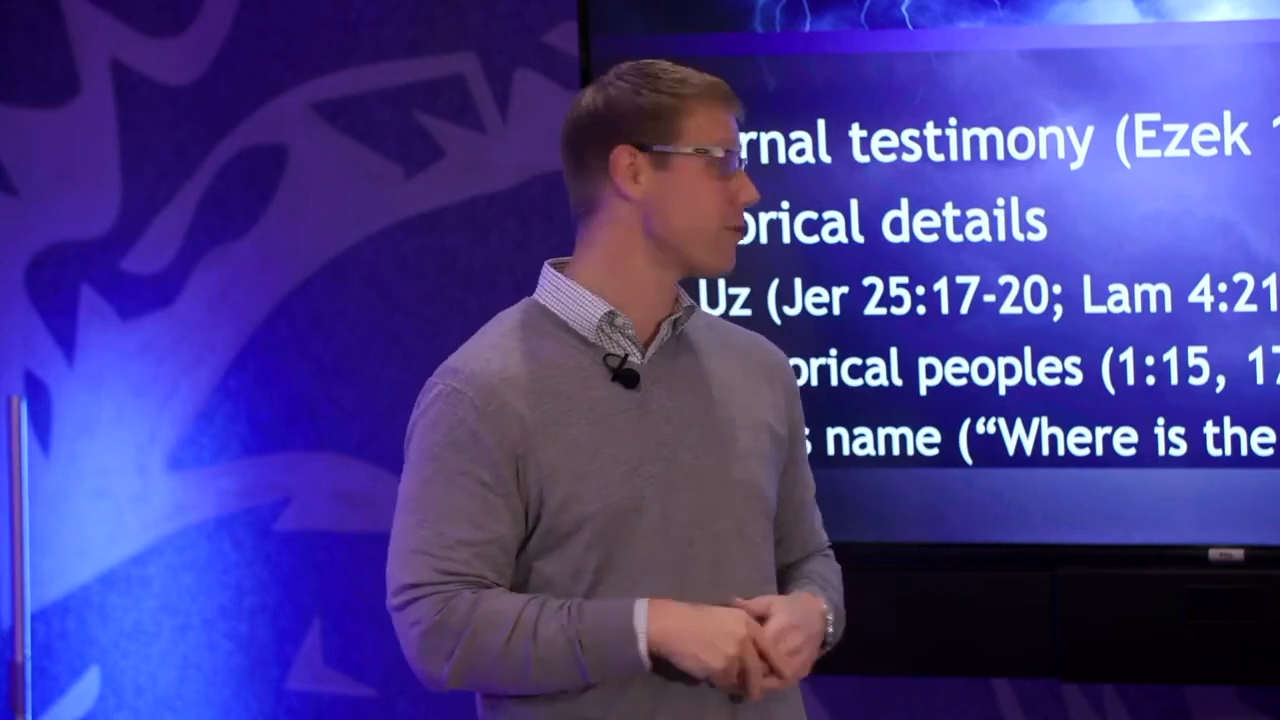 rnal testimony (Ezek 1
orical details
Uz (Jer 25:17-20; Lam 4:21
orical peoples (1:15, 17
s name (“Where is the